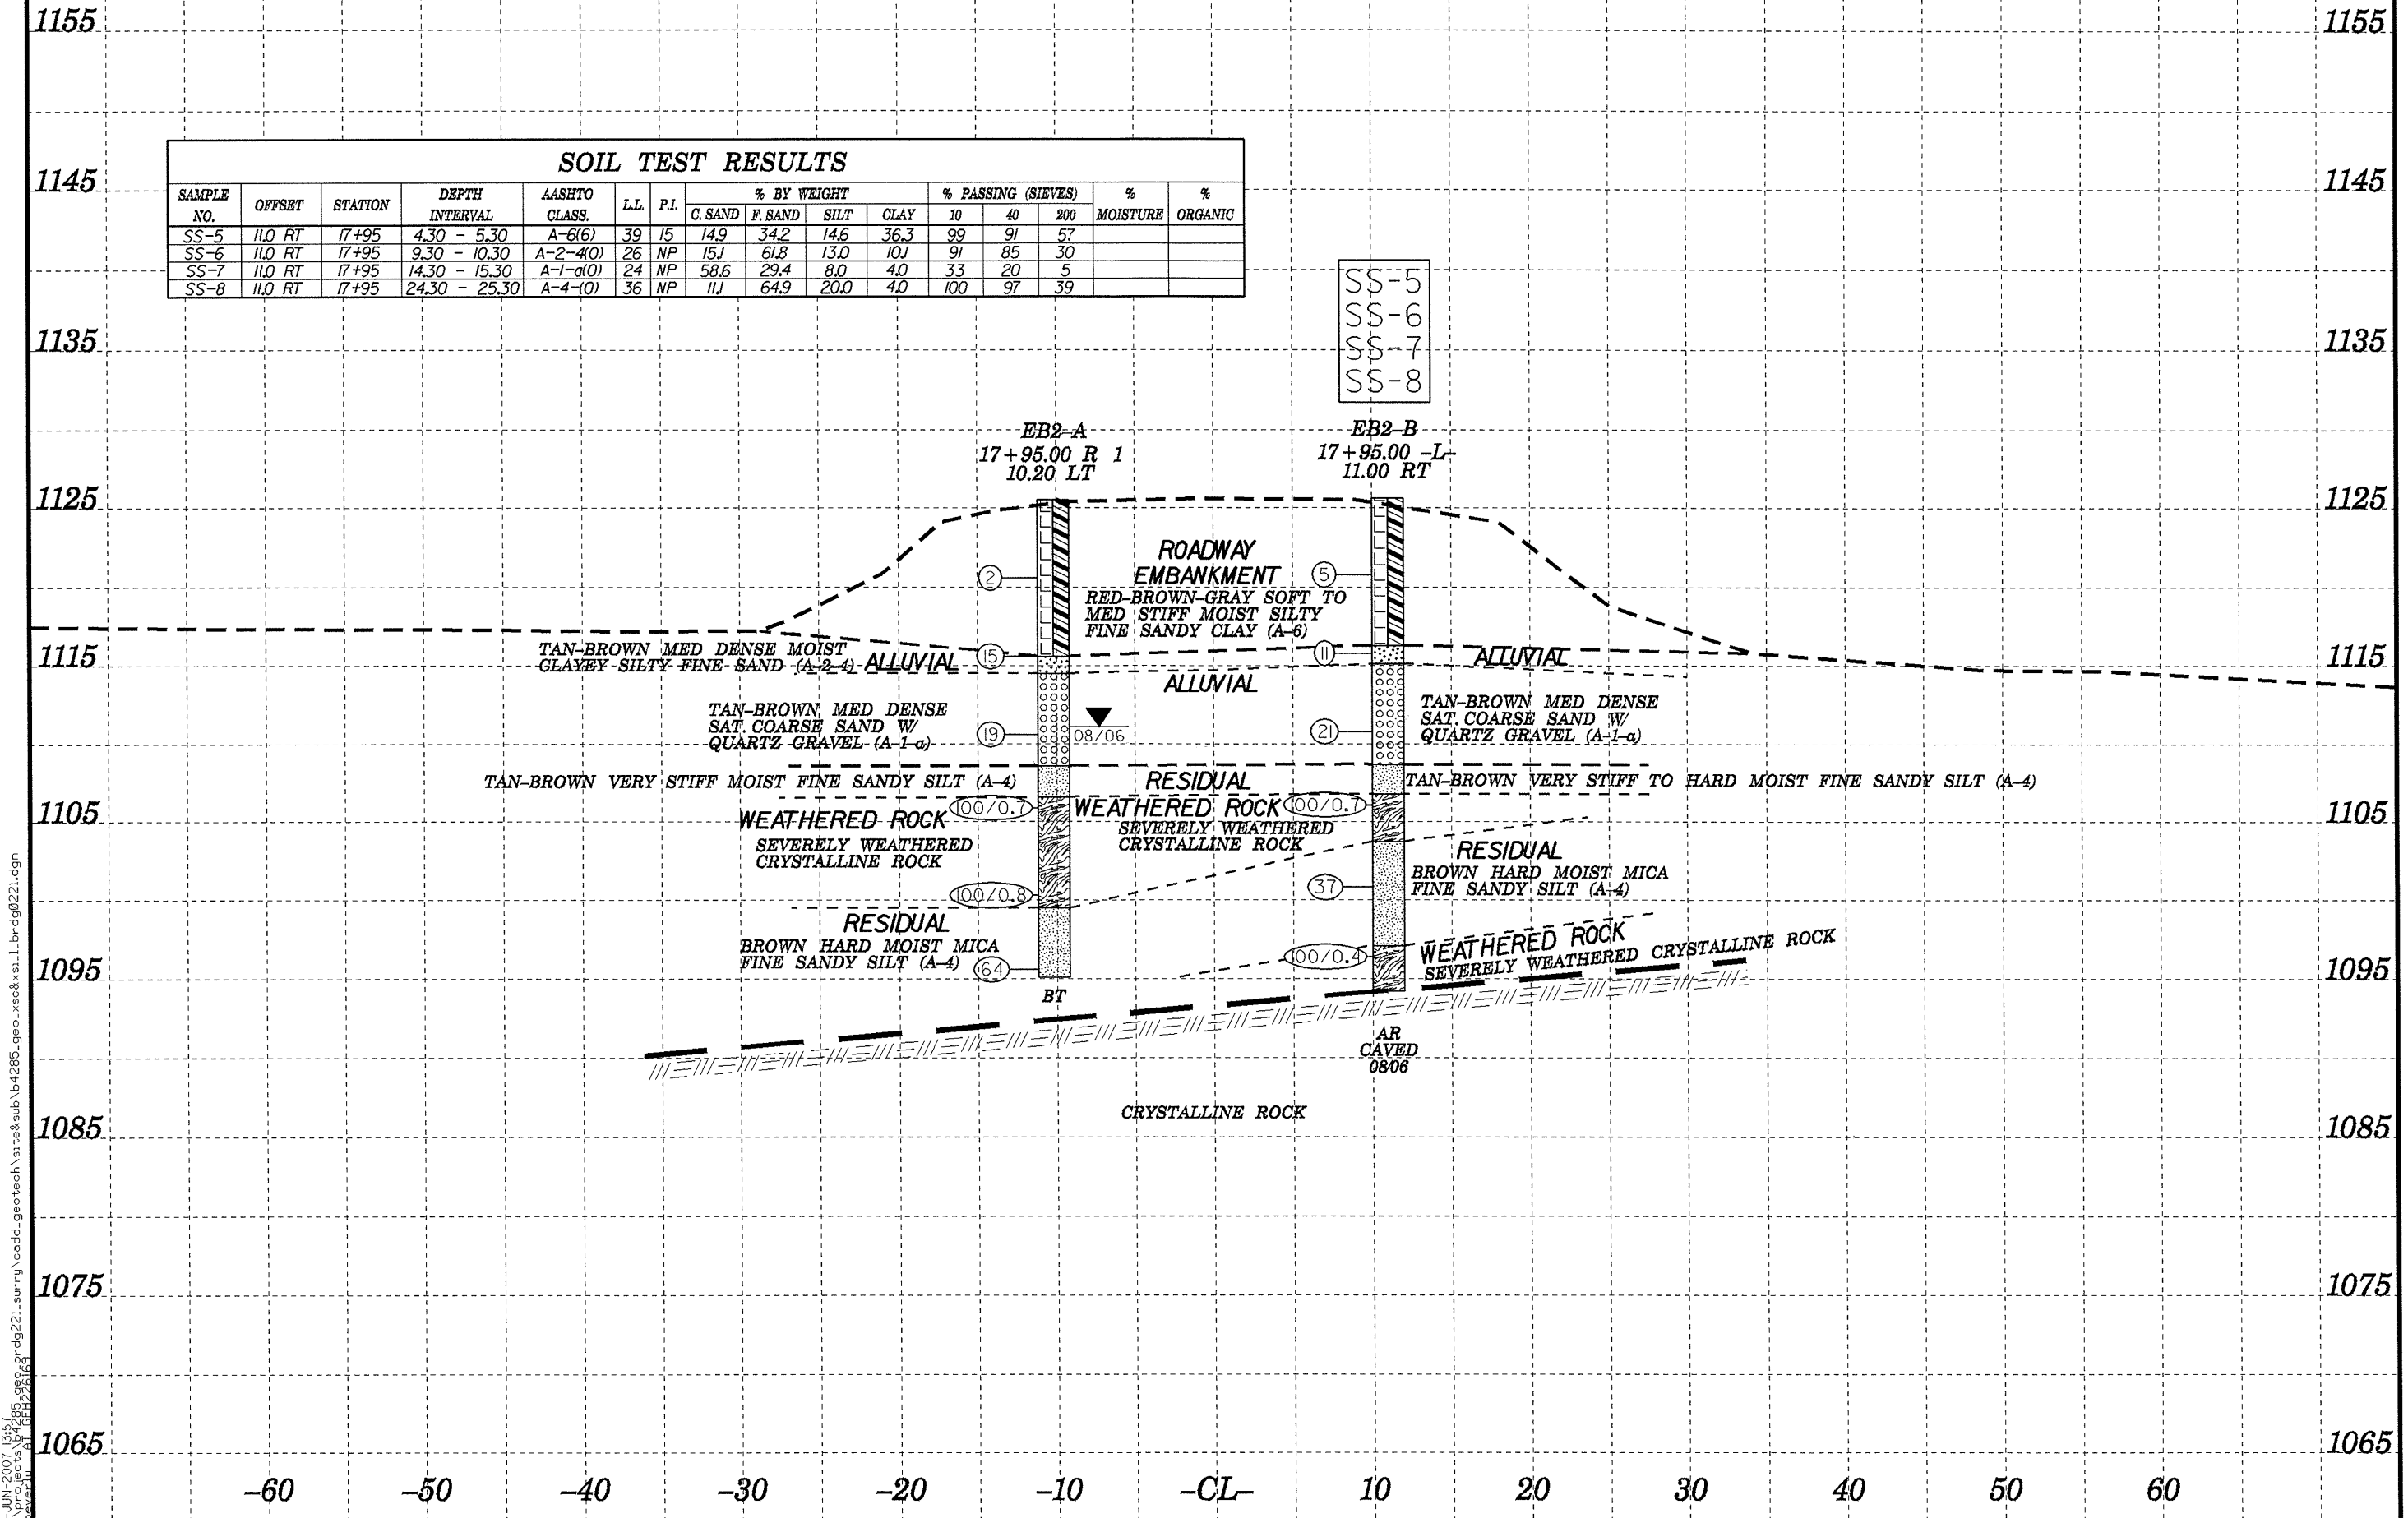 1155 1155
SOIL TEST RESULTS
SAMPLE NO. OFFSET STATION DEPTH INTERVAL AASHTO CLASS. L.L. P.I. % BY WEIGHT % PASSING (SIEVES) % MOISTURE % ORGANIC
C. SAND F. SAND SILT CLAY 10 40 200
SS-5 11.0 RT 17+95 4.30 - 5.30 A-6(6) 39 15 14.9 34.2 14.6 36.3 99 91 57
SS-6 11.0 RT 17+95 9.30 - 10.30 A-2-4(0) 26 NP 15.1 61.8 13.0 10.1 91 85 30
SS-7 11.0 RT 17+95 14.30 - 15.30 A-1-a(0) 24 NP 58.6 29.4 8.0 4.0 33 20 5
SS-8 11.0 RT 17+95 24.30 - 25.30 A-4-(0) 36 NP 11.1 64.9 20.0 4.0 100 97 39
1145 1145
SS-5
SS-6
SS-7
SS-8
1135 1135
EB2-A
17+95.00 R 1
10.20 LT
EB2-B
17+95.00 -L-
11.00 RT
1125 1125
ROADWAY
EMBANKMENT
RED-BROWN-GRAY SOFT TO
MED STIFF MOIST SILTY
FINE SANDY CLAY (A-6)
2
5
TAN-BROWN MED DENSE MOIST
CLAYEY SILTY FINE SAND (A-2-4)
ALLUVIAL
15
11
ALLUVIAL
1115 1115
ALLUVIAL
TAN-BROWN MED DENSE
SAT. COARSE SAND W/
QUARTZ GRAVEL (A-1-a)
19
08/06
21
TAN-BROWN MED DENSE
SAT. COARSE SAND W/
QUARTZ GRAVEL (A-1-a)
TAN-BROWN VERY STIFF MOIST FINE SANDY SILT (A-4)
RESIDUAL
TAN-BROWN VERY STIFF TO HARD MOIST FINE SANDY SILT (A-4)
100/0.7
WEATHERED ROCK
100/0.7
1105 1105
WEATHERED ROCK
SEVERELY WEATHERED
CRYSTALLINE ROCK
SEVERELY WEATHERED
CRYSTALLINE ROCK
RESIDUAL
BROWN HARD MOIST MICA
FINE SANDY SILT (A-4)
100/0.8
37
RESIDUAL
BROWN HARD MOIST MICA
FINE SANDY SILT (A-4)
64
100/0.4
WEATHERED ROCK
SEVERELY WEATHERED CRYSTALLINE ROCK
1095 1095
BT
AR
CAVED
08/06
CRYSTALLINE ROCK
1085 1085
1075 1075
1065 1065
-60 -50 -40 -30 -20 -10 -CL- 10 20 30 40 50 60
JUN-2007 13:57